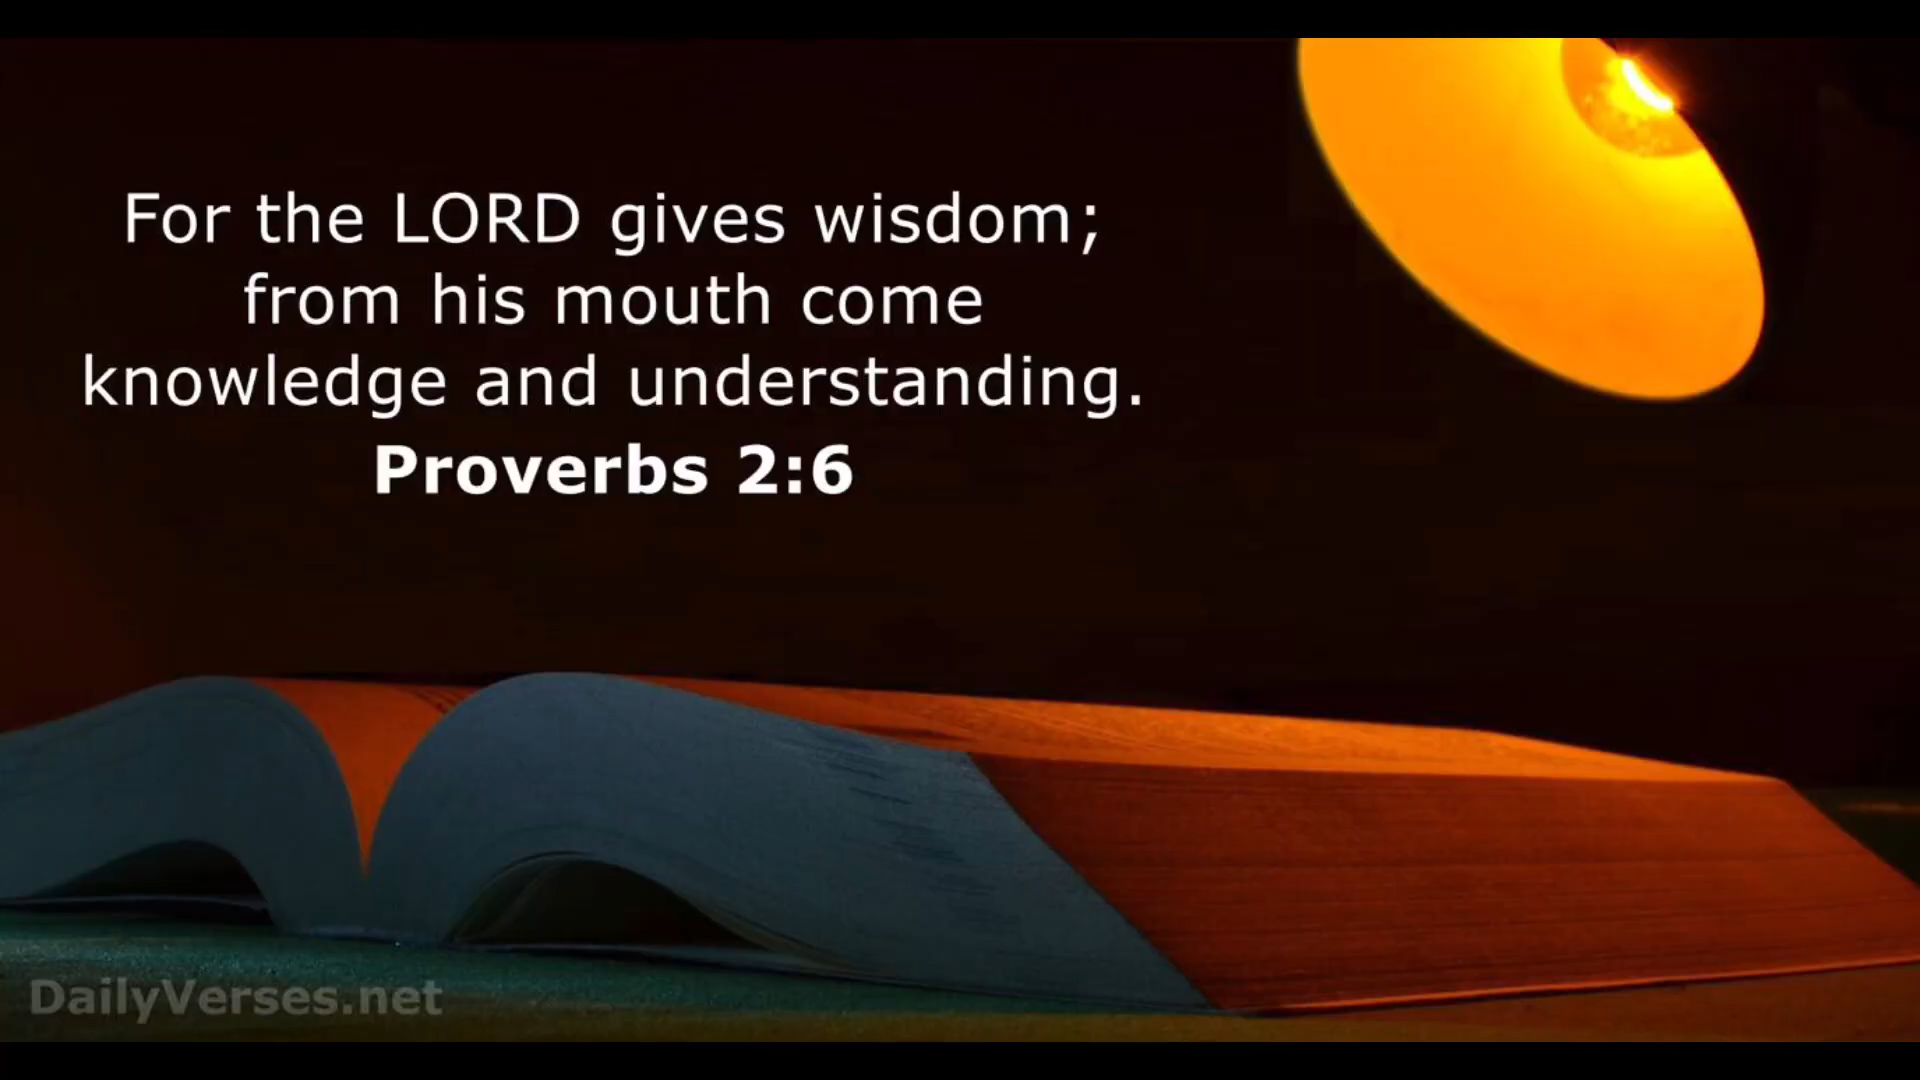 For the LORD gives wisdom;
from his mouth come
knowledge and understanding.
Proverbs 2:6
DailyVerses.net